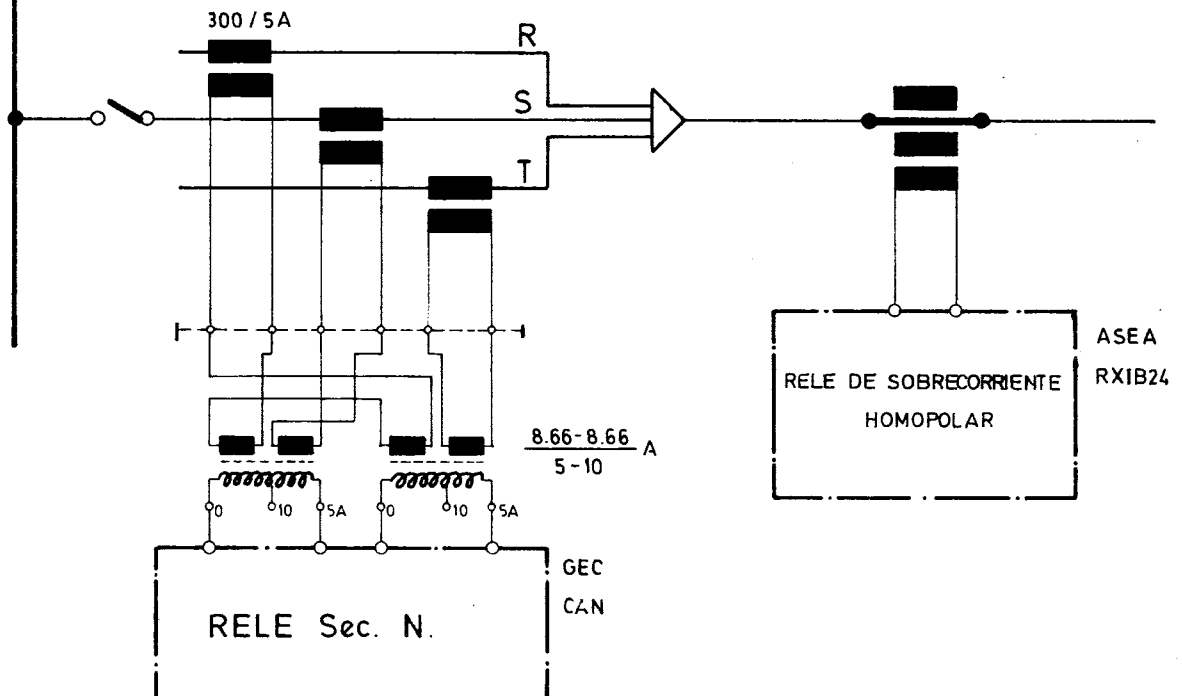 300 / 5 A
R
S
T
ASEA
RXIB24
RELE DE SOBRECORRIENTE
HOMOPOLAR
8.66-8.66 A
5-10
0 10 5A 0 10 5A
GEC
CAN
RELE Sec. N.